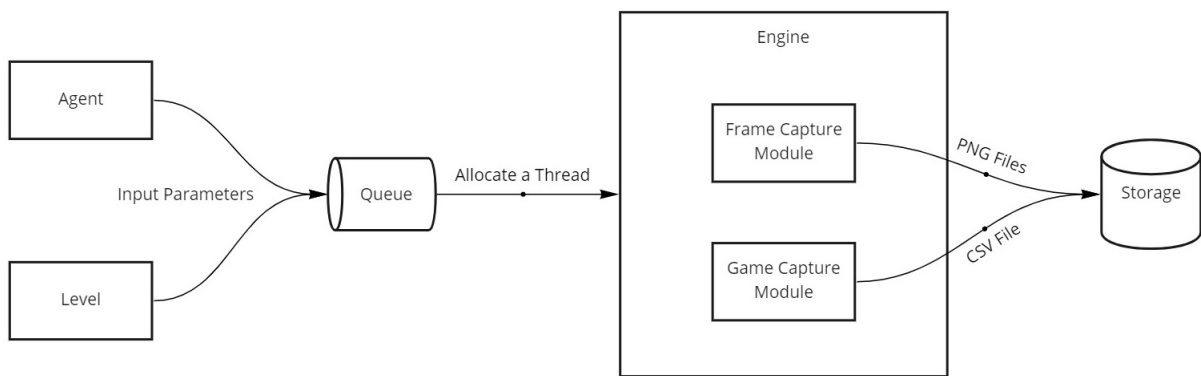 Agent
Level
Input Parameters
Queue
Allocate a Thread
Engine
Frame Capture
Module
Game Capture
Module
PNG Files
CSV File
Storage